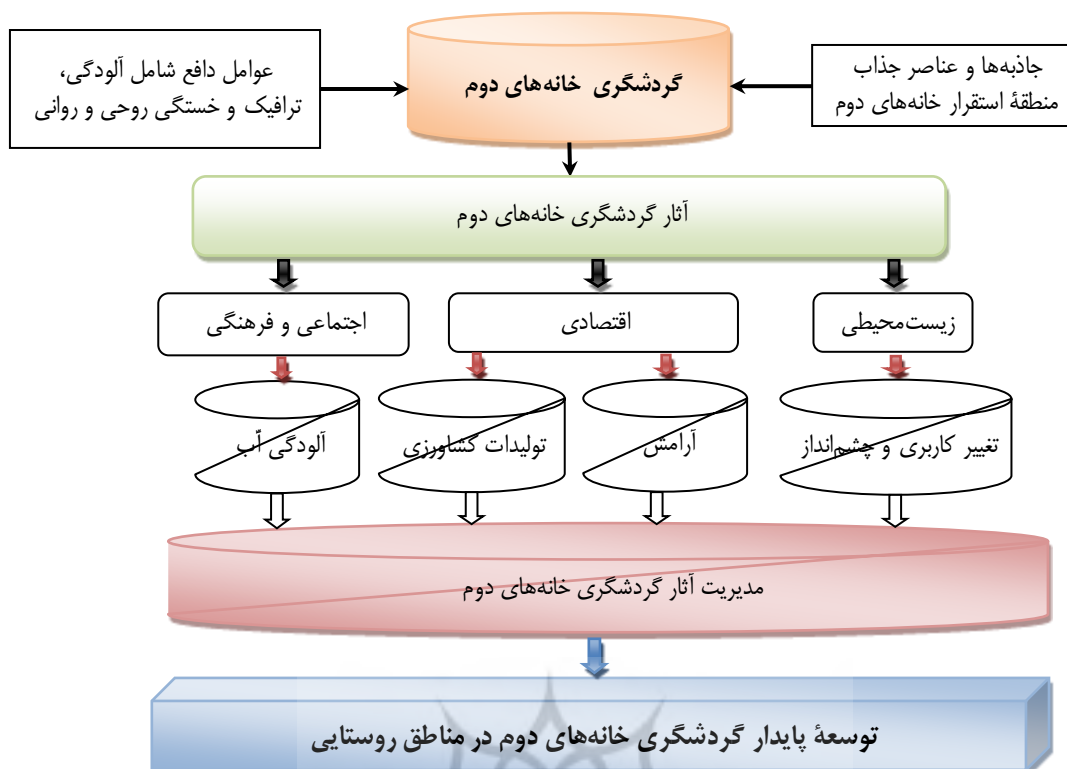 جاذبه‌ها و عناصر جذاب
منطقهٔ استقرار خانه‌های دوم
گردشگری خانه‌های دوم
عوامل دافع شامل آلودگی،
ترافیک و خستگی روحی و روانی
آثار گردشگری خانه‌های دوم
زیست‌محیطی
اقتصادی
اجتماعی و فرهنگی
تغییر کاربری و چشم‌انداز
آرامش
تولیدات کشاورزی
آلودگی آب
مدیریت آثار گردشگری خانه‌های دوم
توسعهٔ پایدار گردشگری خانه‌های دوم در مناطق روستایی